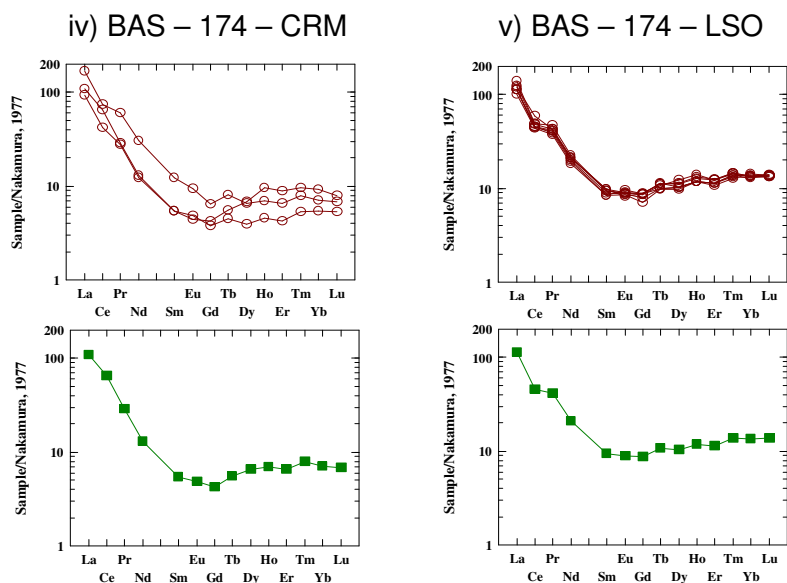 iv) BAS – 174 – CRM
200
100
10
1
Sample/Nakamura, 1977
La Pr Eu Tb Ho Tm Lu
Ce Nd Sm Gd Dy Er Yb
v) BAS – 174 – LSO
200
100
10
1
Sample/Nakamura, 1977
La Pr Eu Tb Ho Tm Lu
Ce Nd Sm Gd Dy Er Yb
200
100
10
1
Sample/Nakamura, 1977
La Pr Eu Tb Ho Tm Lu
Ce Nd Sm Gd Dy Er Yb
200
100
10
1
Sample/Nakamura, 1977
La Pr Eu Tb Ho Tm Lu
Ce Nd Sm Gd Dy Er Yb